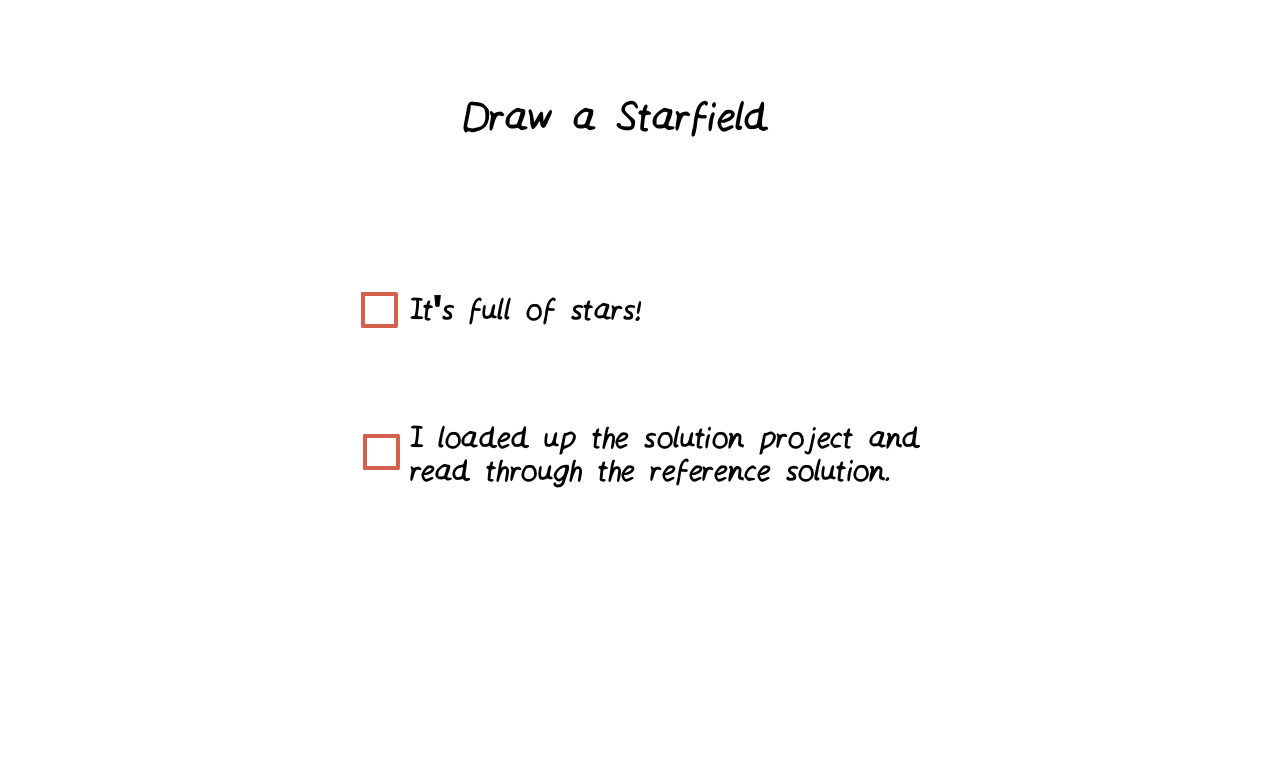 Draw a Starfield
It's full of stars!
I loaded up the solution project and
read through the reference solution.